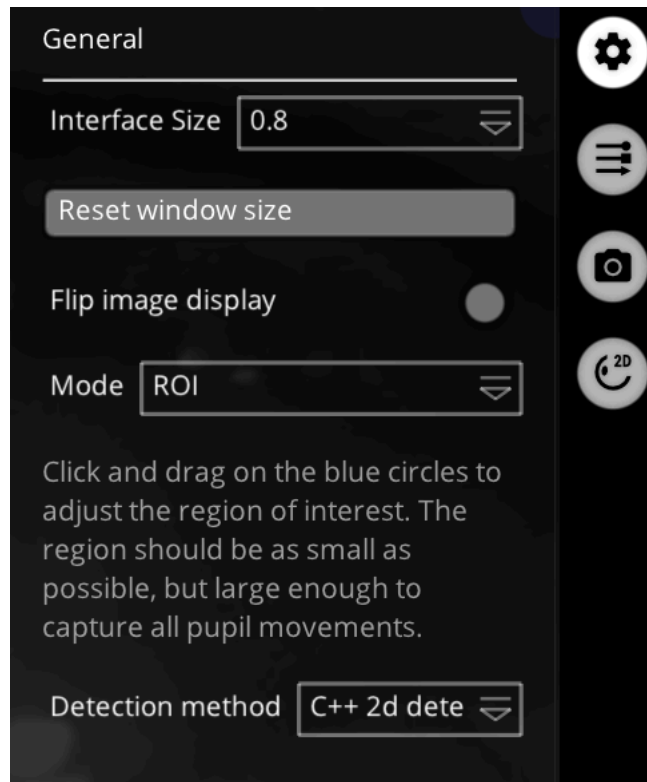 General
Interface Size 0.8
Reset window size
Flip image display
Mode ROI
Click and drag on the blue circles to
adjust the region of interest. The
region should be as small as
possible, but large enough to
capture all pupil movements.
Detection method C++ 2d dete
2D